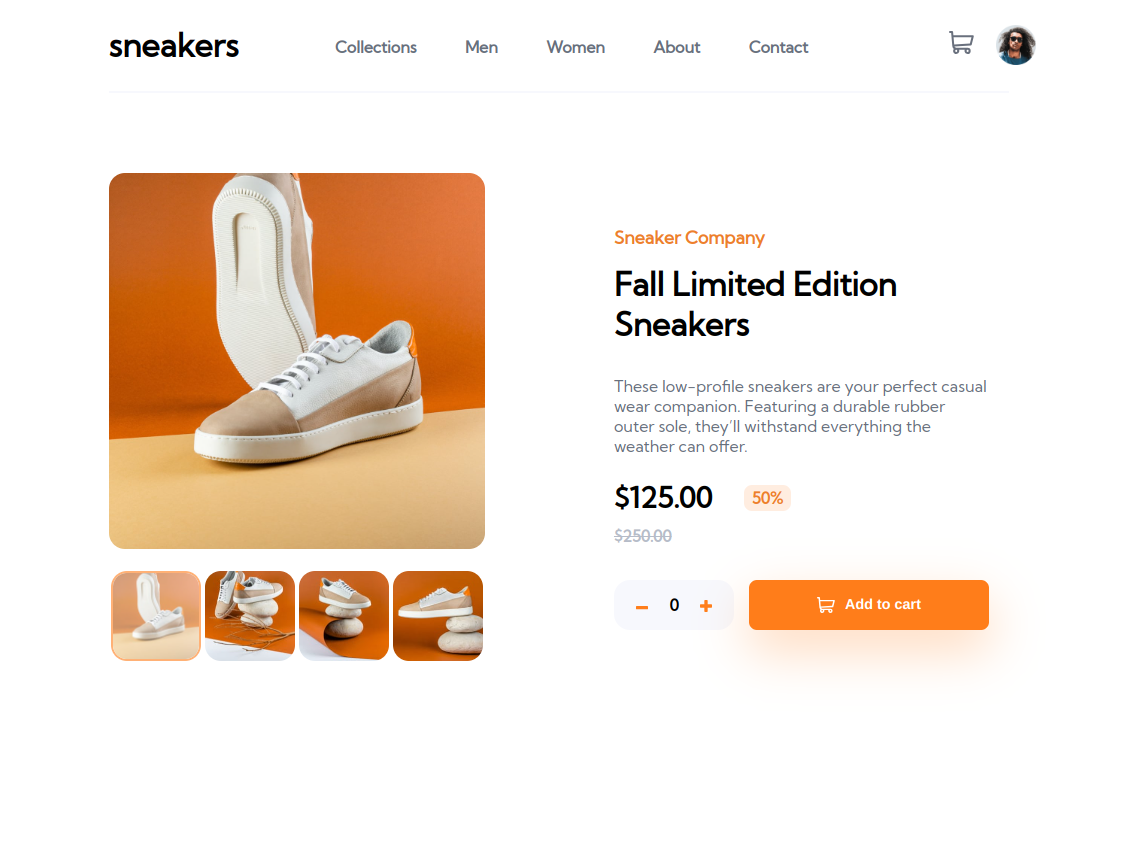 sneakers
Collections Men Women About Contact
Sneaker Company
Fall Limited Edition
Sneakers
These low-profile sneakers are your perfect casual
wear companion. Featuring a durable rubber
outer sole, they’ll withstand everything the
weather can offer.
$125.00 50%
$250.00
0 Add to cart